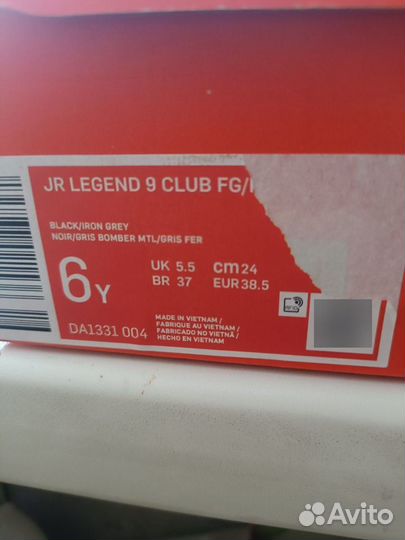 JR LEGEND 9 CLUB FG/
BLACK/IRON GREY
NOIR/GRIS BOMBER MTL/GRIS FER
6Y
UK 5.5 cm 24
BR 37 EUR 38.5
DA1331 004
MADE IN VIETNAM /
FABRIQUÉ AU VIETNAM /
FABRICADO NO VIETNÃ /
HECHO EN VIETNAM
Avito